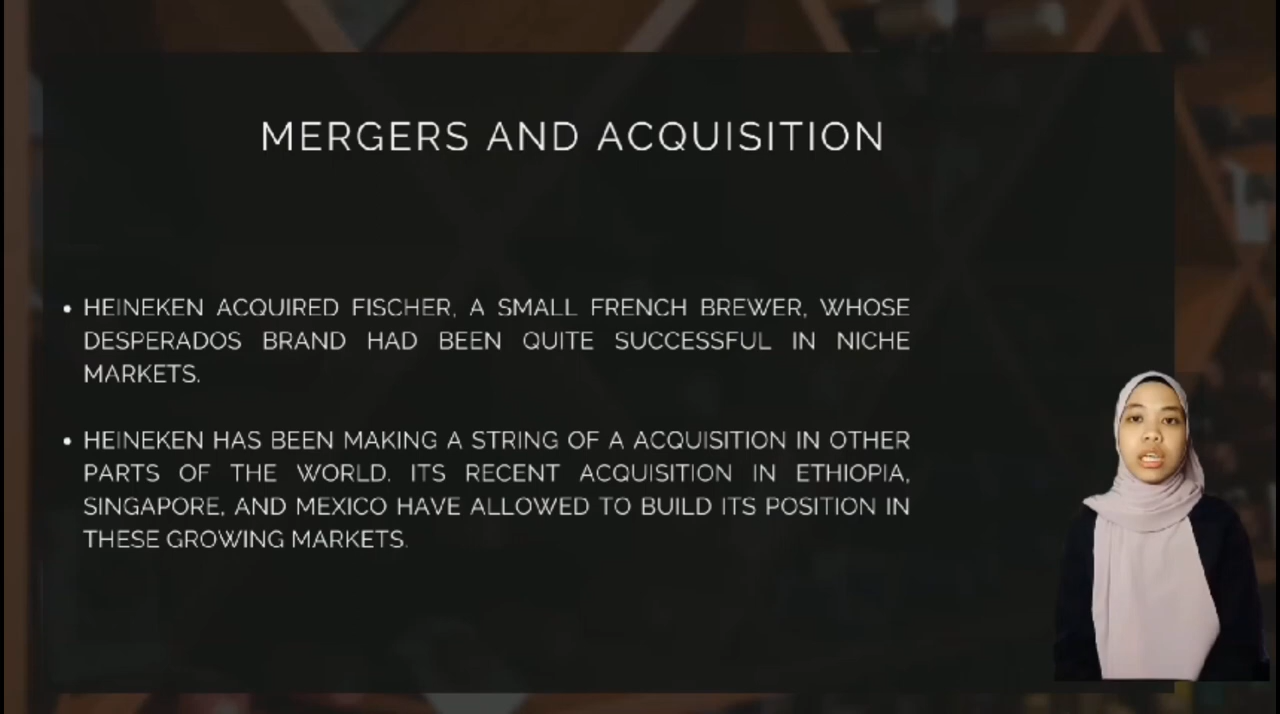 MERGERS AND ACQUISITION
• HEINEKEN ACQUIRED FISCHER, A SMALL FRENCH BREWER, WHOSE
DESPERADOS BRAND HAD BEEN QUITE SUCCESSFUL IN NICHE
MARKETS.
• HEINEKEN HAS BEEN MAKING A STRING OF A ACQUISITION IN OTHER
PARTS OF THE WORLD. ITS RECENT ACQUISITION IN ETHIOPIA,
SINGAPORE, AND MEXICO HAVE ALLOWED TO BUILD ITS POSITION IN
THESE GROWING MARKETS.